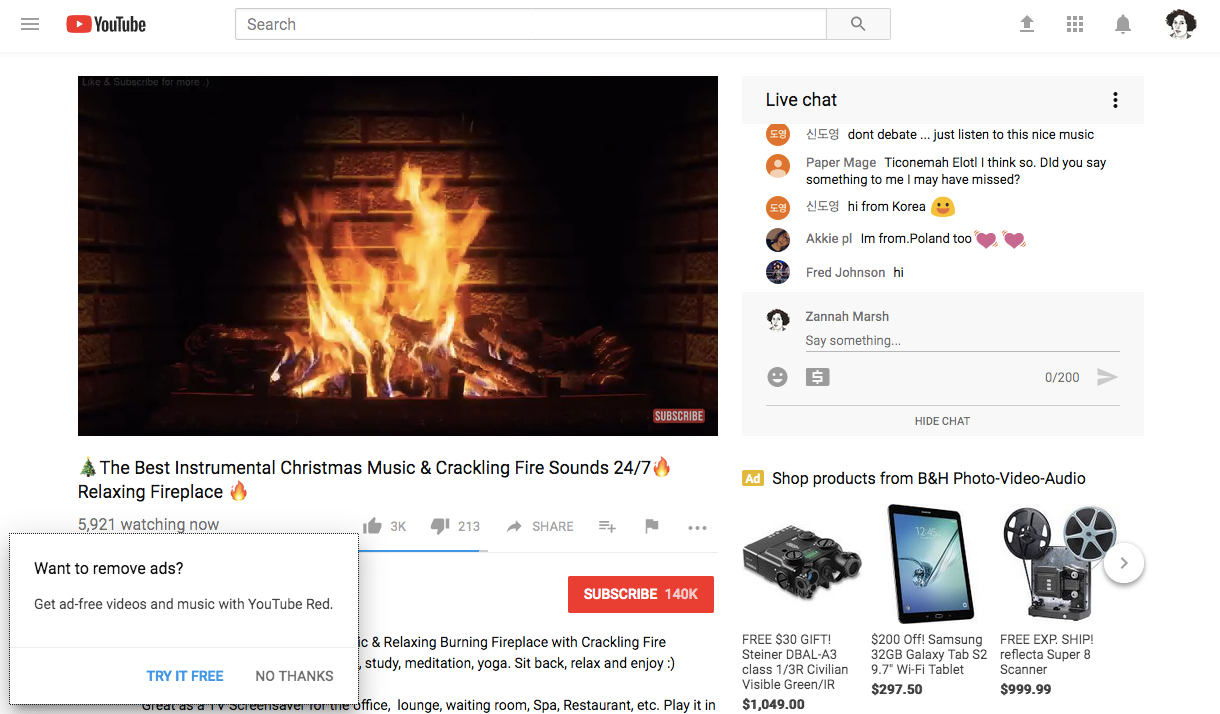 YouTube
Search
Like & Subscribe for more :)
SUBSCRIBE
🎄The Best Instrumental Christmas Music & Crackling Fire Sounds 24/7🔥
Relaxing Fireplace 🔥
5,921 watching now
3K
213
SHARE
Want to remove ads?
Get ad-free videos and music with YouTube Red.
TRY IT FREE
NO THANKS
SUBSCRIBE 140K
ic & Relaxing Burning Fireplace with Crackling Fire
, study, meditation, yoga. Sit back, relax and enjoy :)
Great as a TV Screensaver for the office, lounge, waiting room, Spa, Restaurant, etc. Play it in
Live chat
도영 신도영 dont debate ... just listen to this nice music
Paper Mage Ticonemah Elotl I think so. DId you say
something to me I may have missed?
도영 신도영 hi from Korea 😃
Akkie pl Im from.Poland too 💓 💓
Fred Johnson hi
Zannah Marsh
Say something...
0/200
HIDE CHAT
Ad Shop products from B&H Photo-Video-Audio
12:45
FREE $30 GIFT!
Steiner DBAL-A3
class 1/3R Civilian
Visible Green/IR
$1,049.00
$200 Off! Samsung
32GB Galaxy Tab S2
9.7" Wi-Fi Tablet
$297.50
FREE EXP. SHIP!
reflecta Super 8
Scanner
$999.99